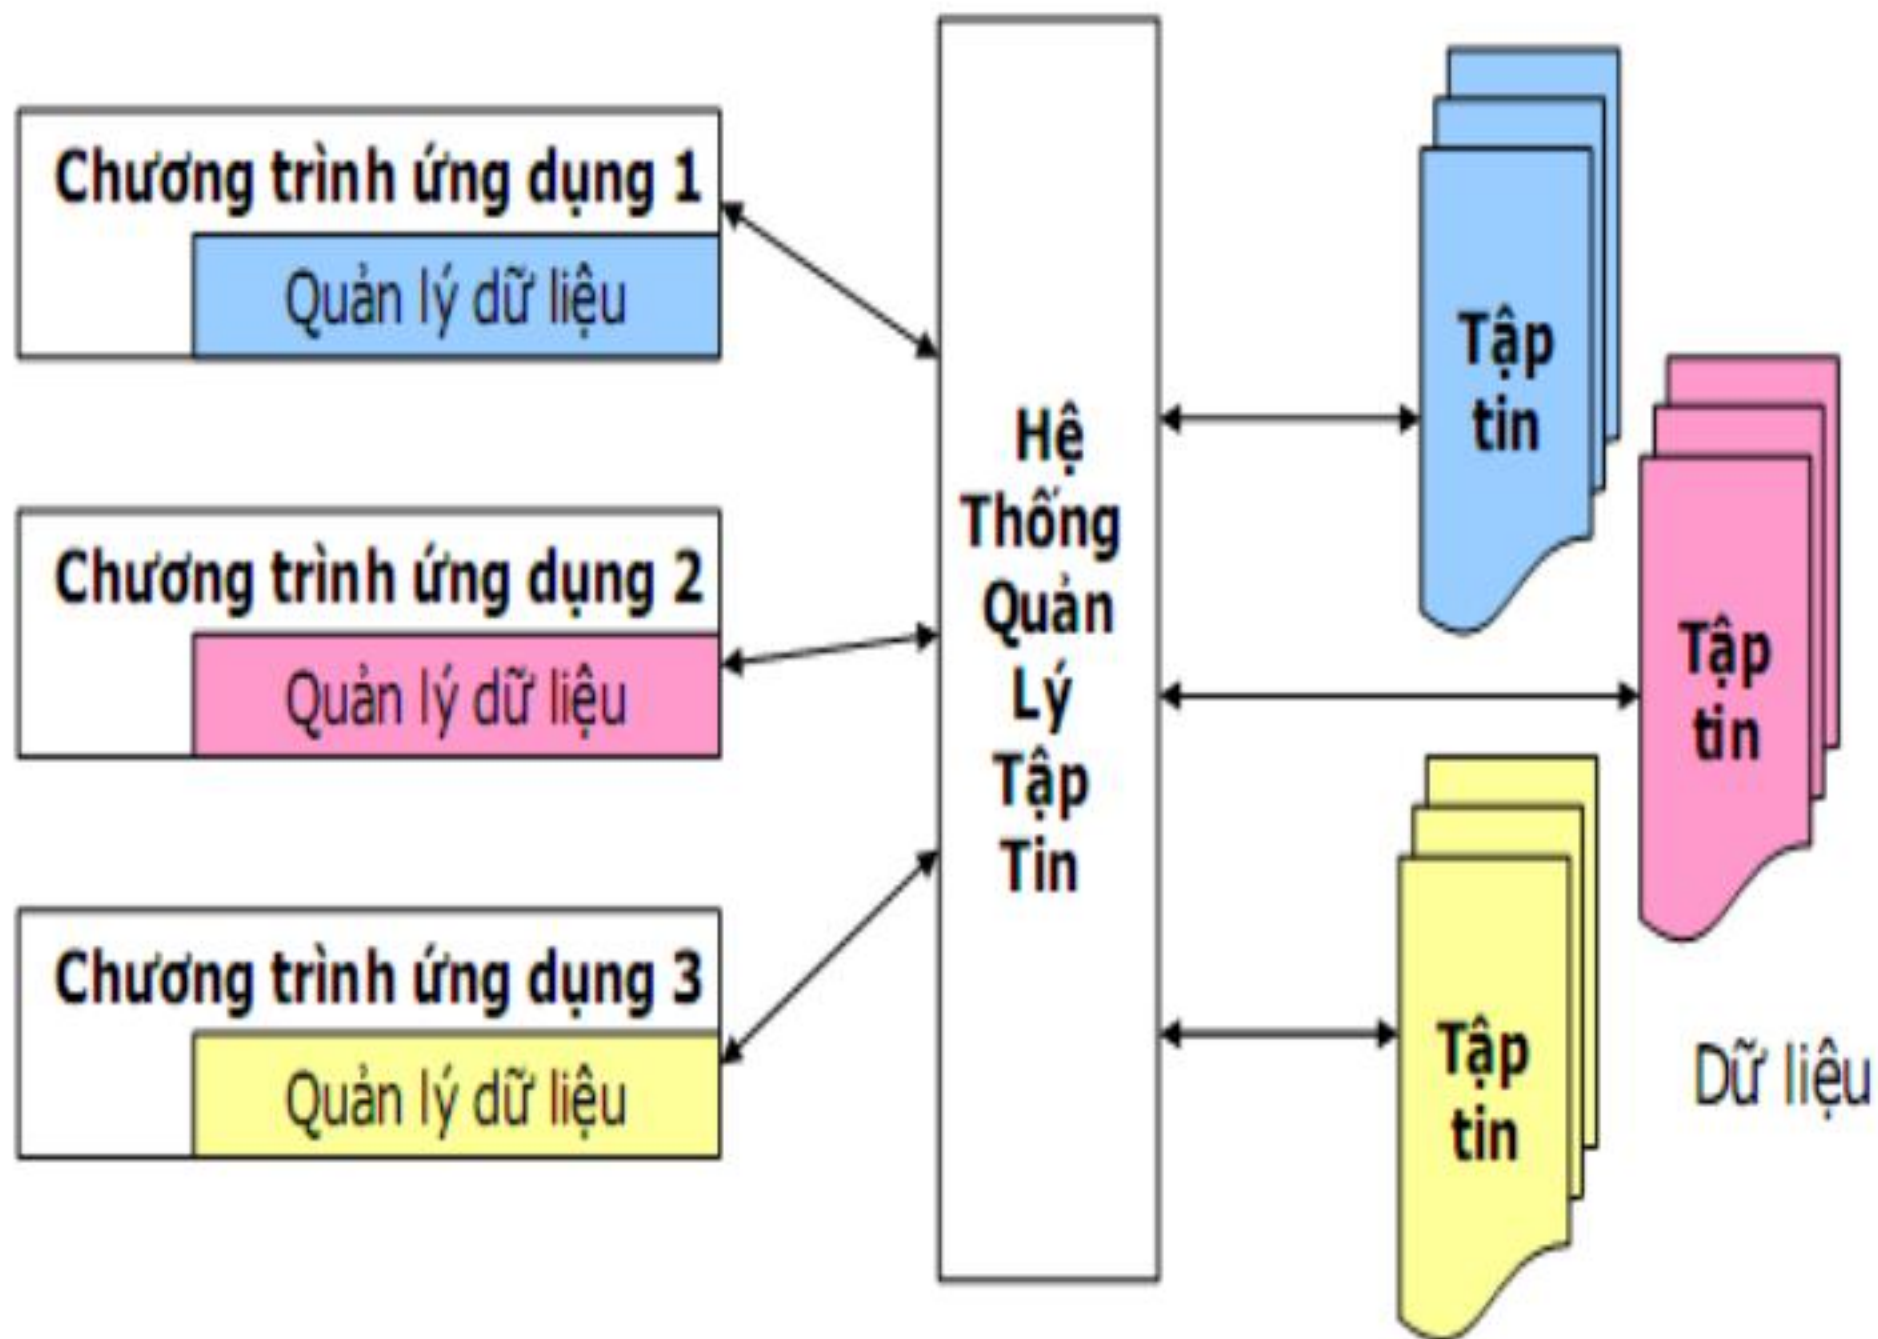 Chương trình ứng dụng 1
Quản lý dữ liệu
Chương trình ứng dụng 2
Quản lý dữ liệu
Chương trình ứng dụng 3
Quản lý dữ liệu
Hệ
Thống
Quản
Lý
Tập
Tin
Tập
tin
Tập
tin
Tập
tin
Dữ liệu